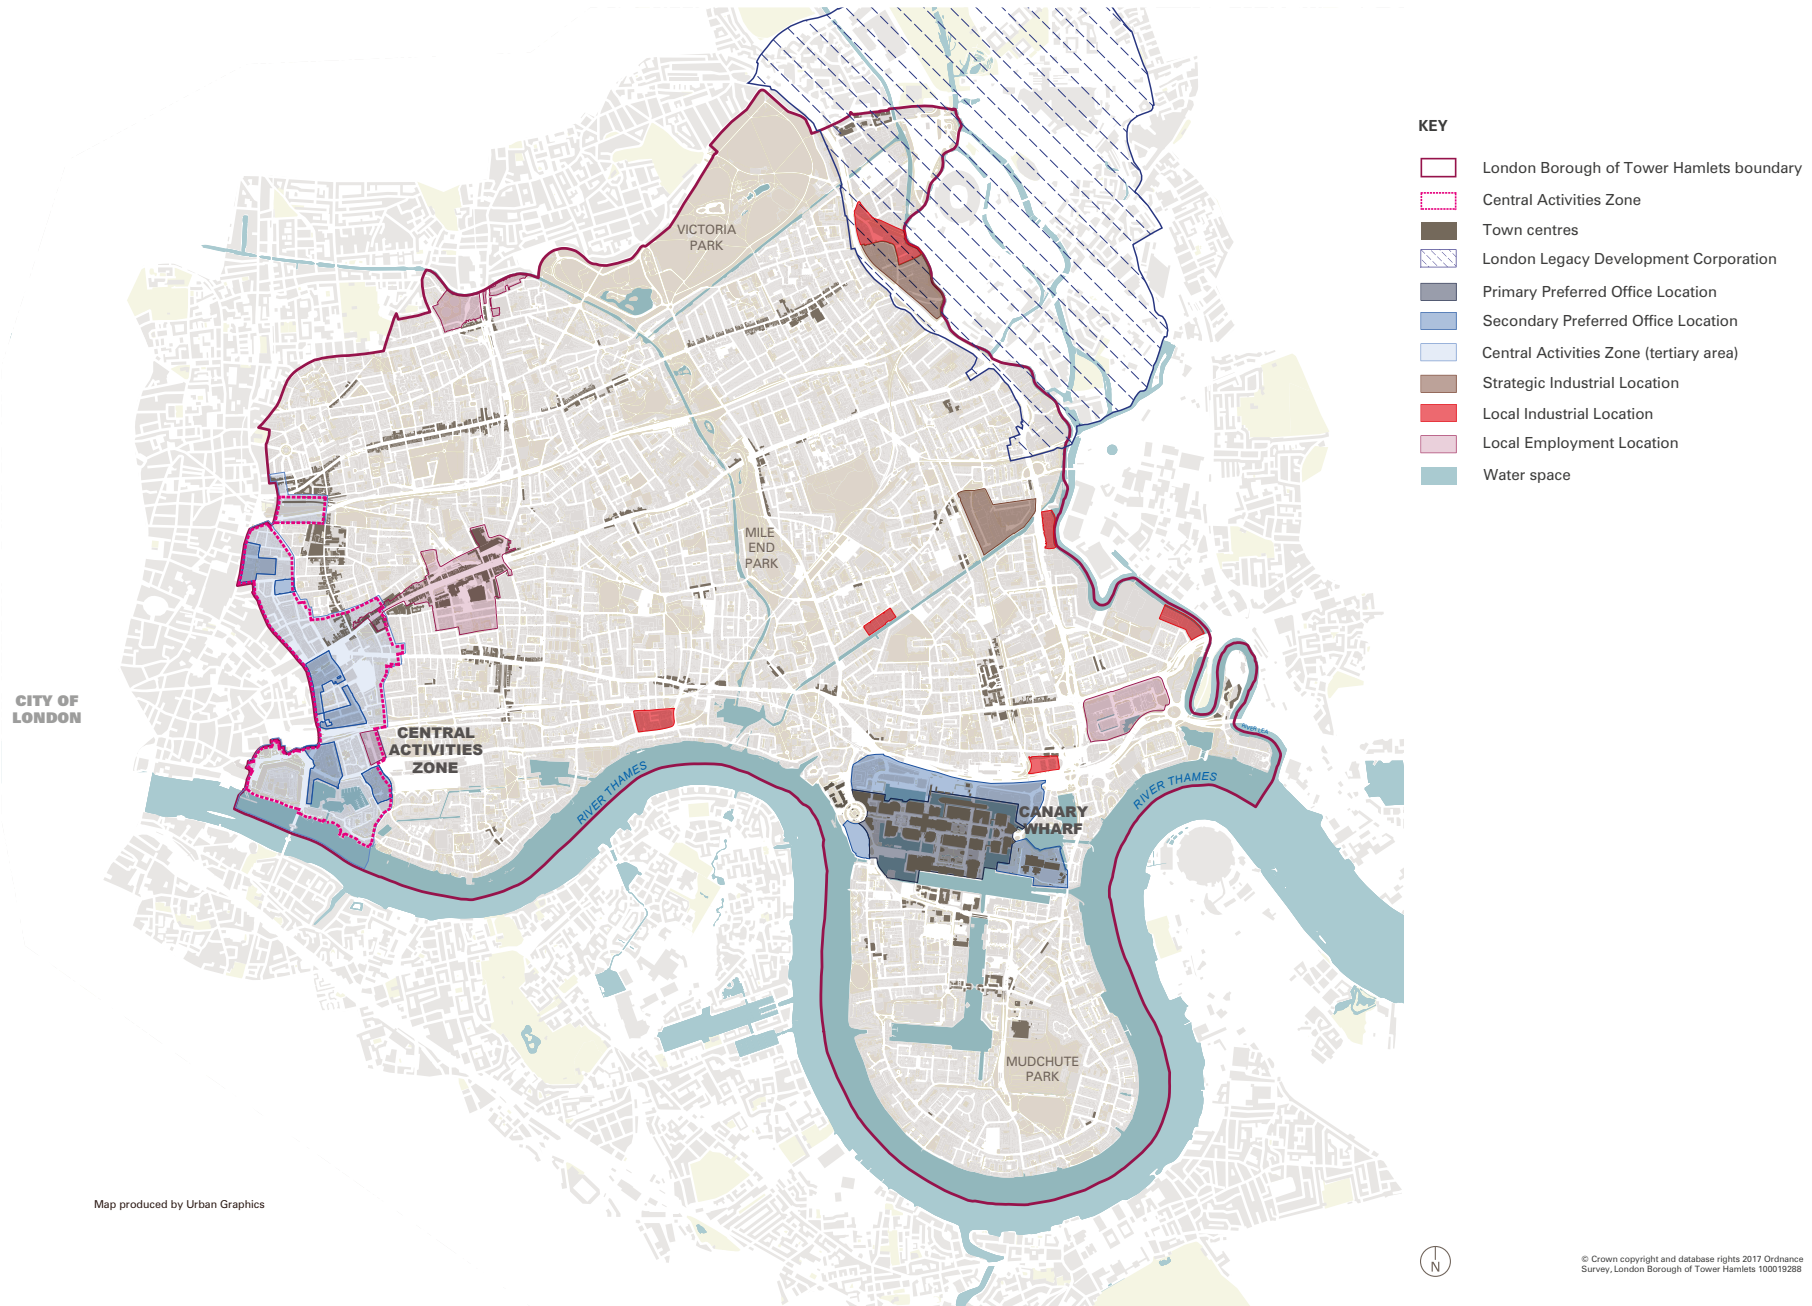 KEY
London Borough of Tower Hamlets boundary
Central Activities Zone
Town centres
London Legacy Development Corporation
Primary Preferred Office Location
Secondary Preferred Office Location
Central Activities Zone (tertiary area)
Strategic Industrial Location
Local Industrial Location
Local Employment Location
Water space
VICTORIA
PARK
MILE
END
PARK
CITY OF
LONDON
CENTRAL
ACTIVITIES
ZONE
RIVER THAMES
RIVER LEA
RIVER THAMES
CANARY
WHARF
MUDCHUTE
PARK
Map produced by Urban Graphics
N
© Crown copyright and database rights 2017 Ordnance
Survey, London Borough of Tower Hamlets 100019288